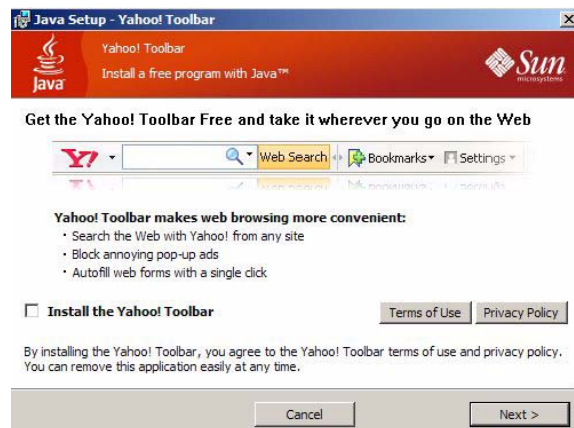 Java Setup - Yahoo! Toolbar
Java
Yahoo! Toolbar
Install a free program with Java™
Sun
microsystems
Get the Yahoo! Toolbar Free and take it wherever you go on the Web
Y! Web Search Bookmarks Settings
Yahoo! Toolbar makes web browsing more convenient:
· Search the Web with Yahoo! from any site
· Block annoying pop-up ads
· Autofill web forms with a single click
Install the Yahoo! Toolbar Terms of Use Privacy Policy
By installing the Yahoo! Toolbar, you agree to the Yahoo! Toolbar terms of use and privacy policy.
You can remove this application easily at any time.
Cancel Next >